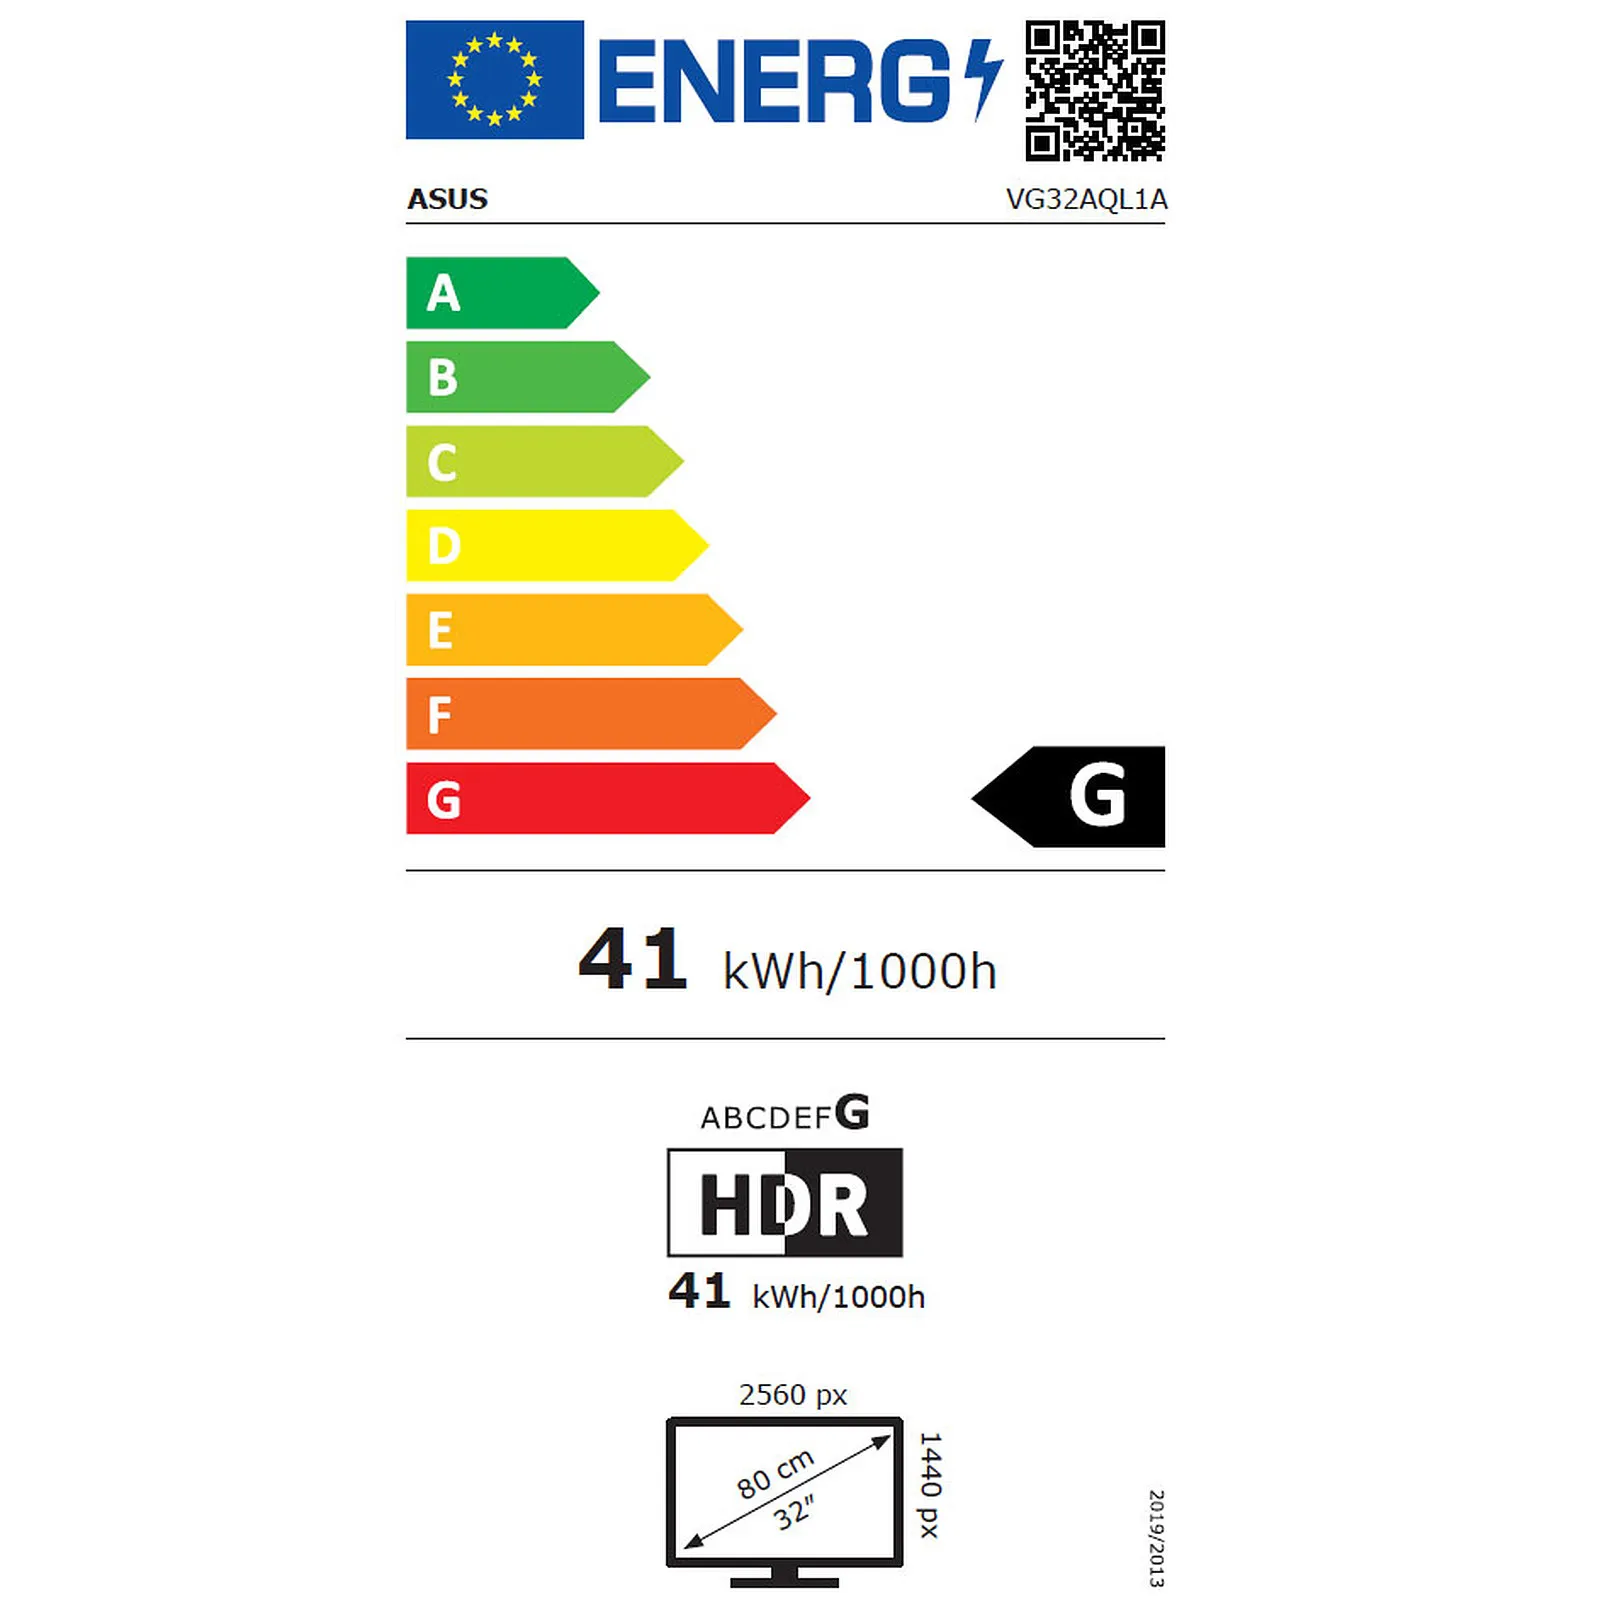 ENERG
ASUS
VG32AQL1A
A
B
C
D
E
F
G
G
41 kWh/1000h
ABCDEFG
HDR
41 kWh/1000h
2560 px
80 cm
32"
1440 px
2019/2013